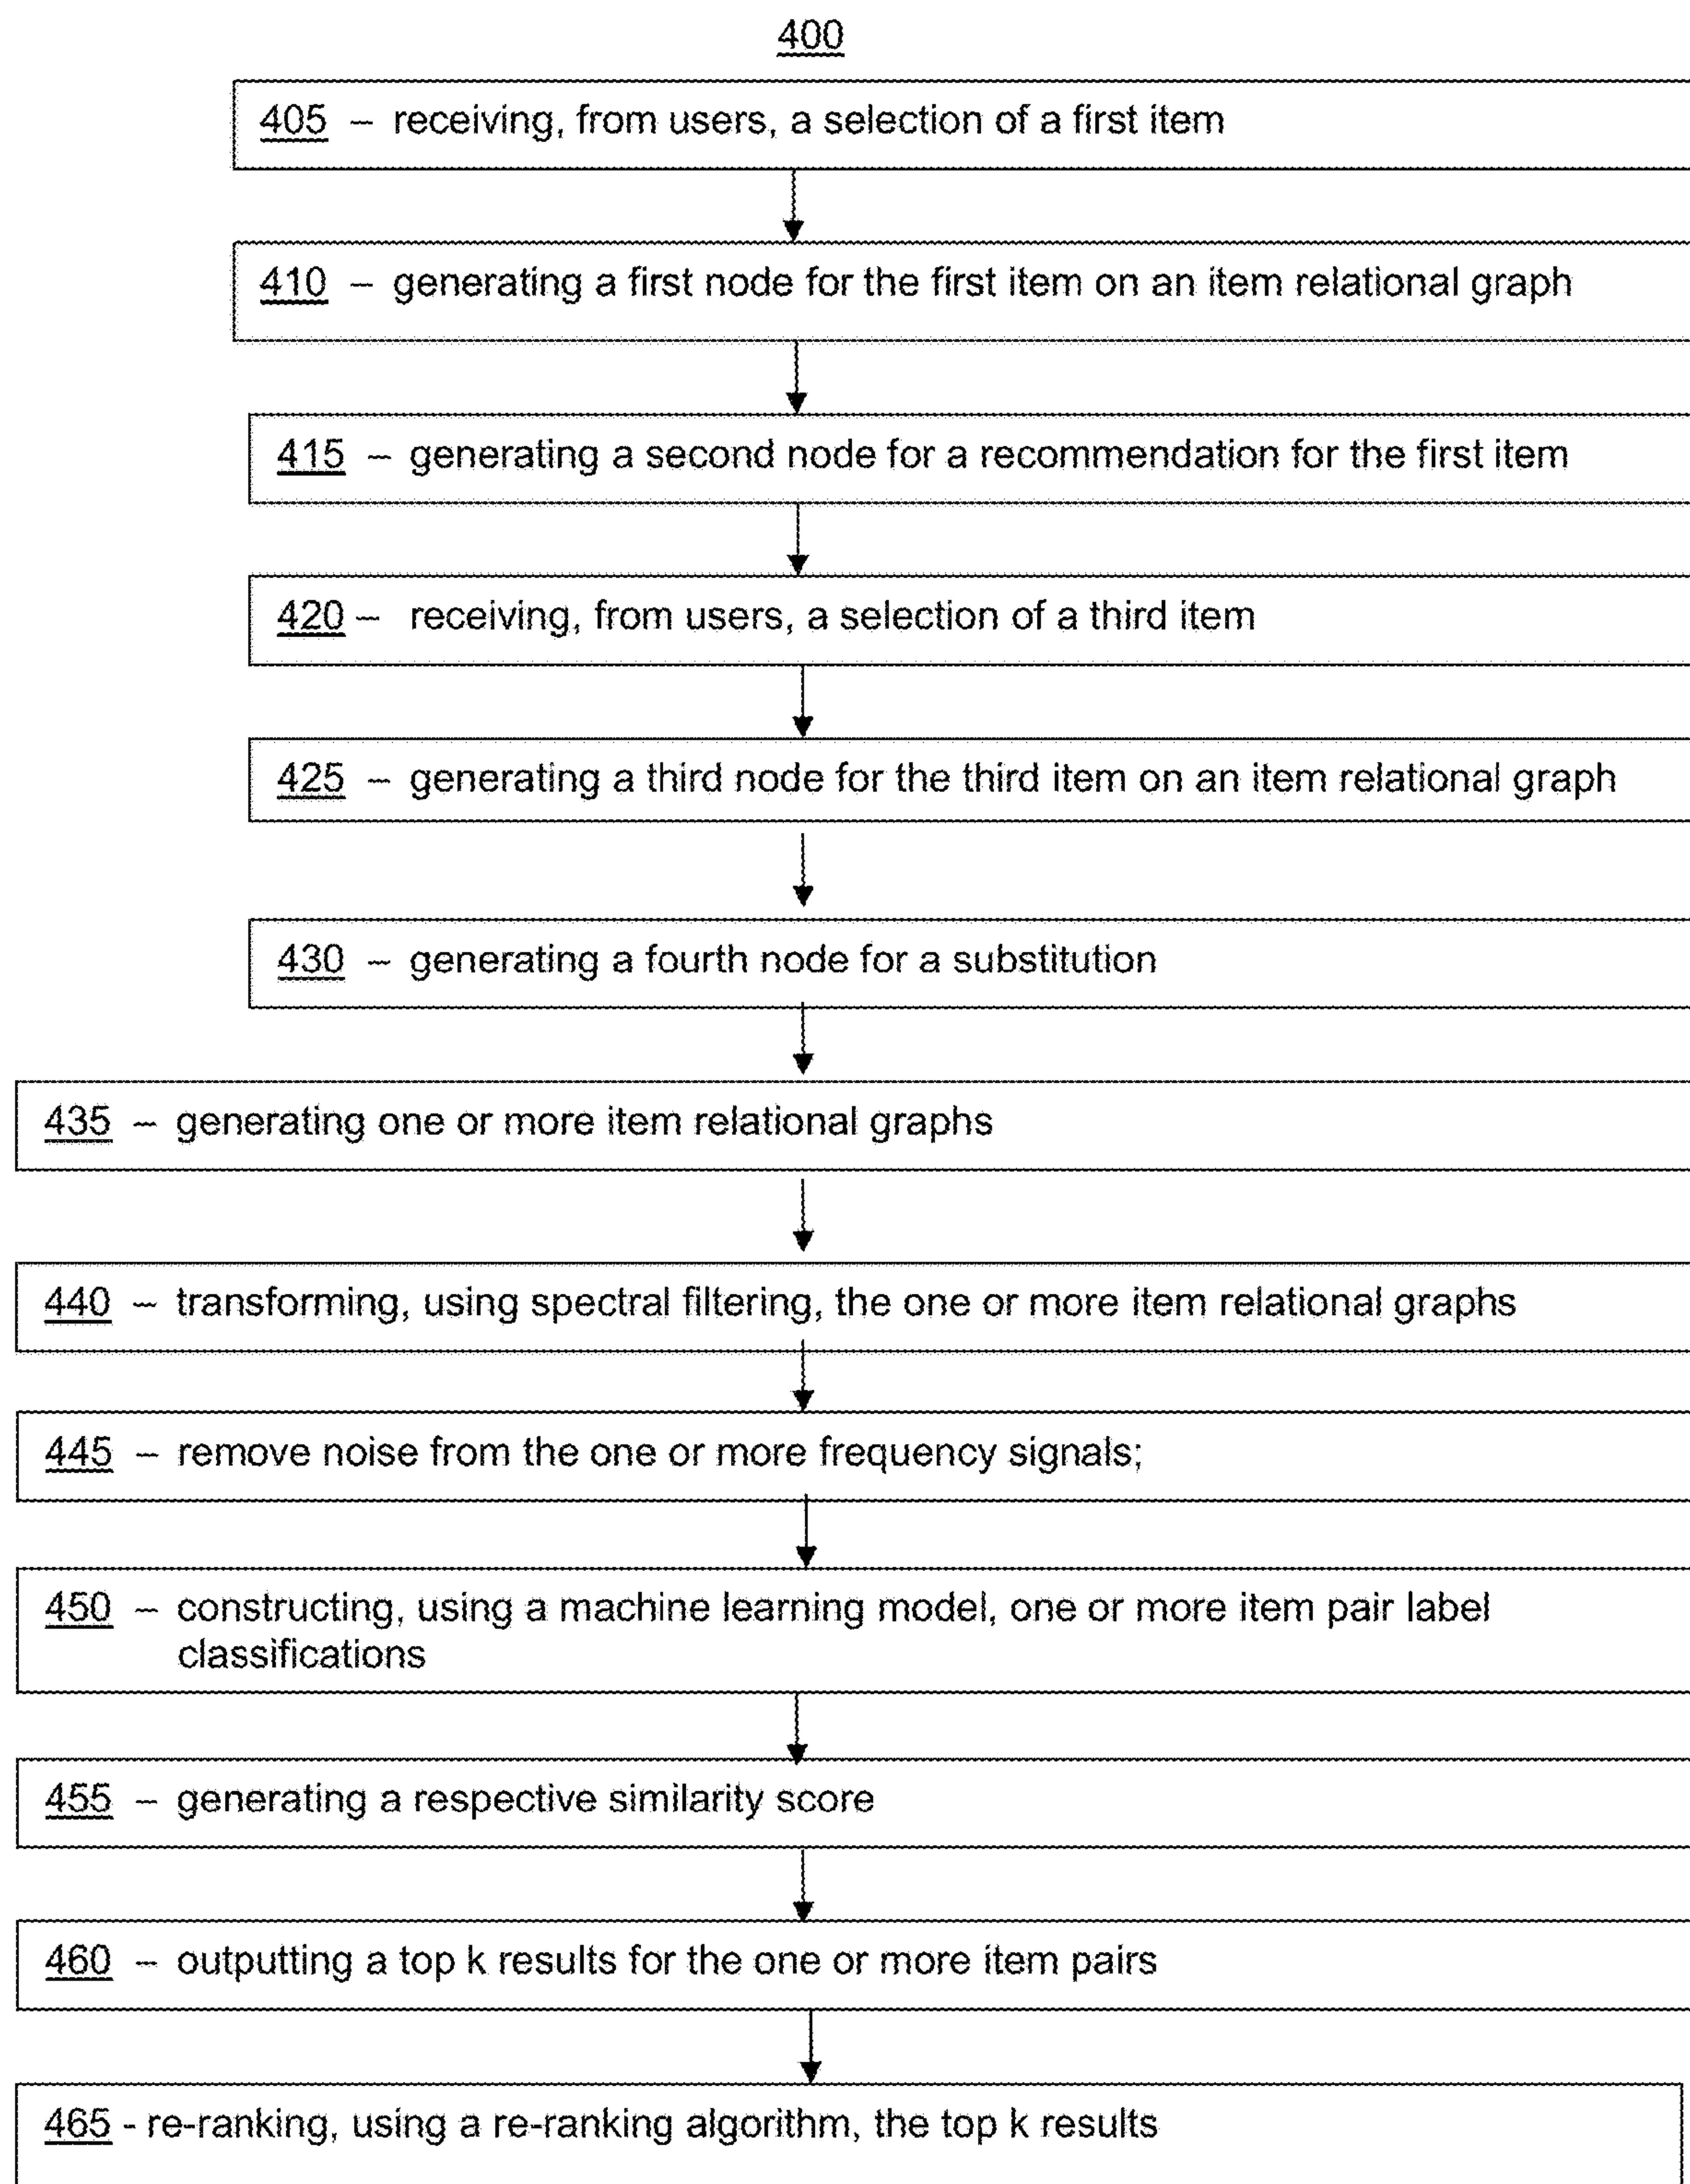 400
405 – receiving, from users, a selection of a first item
410 – generating a first node for the first item on an item relational graph
415 – generating a second node for a recommendation for the first item
420 – receiving, from users, a selection of a third item
425 – generating a third node for the third item on an item relational graph
430 – generating a fourth node for a substitution
435 – generating one or more item relational graphs
440 – transforming, using spectral filtering, the one or more item relational graphs
445 – remove noise from the one or more frequency signals;
450 – constructing, using a machine learning model, one or more item pair label
classifications
455 – generating a respective similarity score
460 – outputting a top k results for the one or more item pairs
465 - re-ranking, using a re-ranking algorithm, the top k results